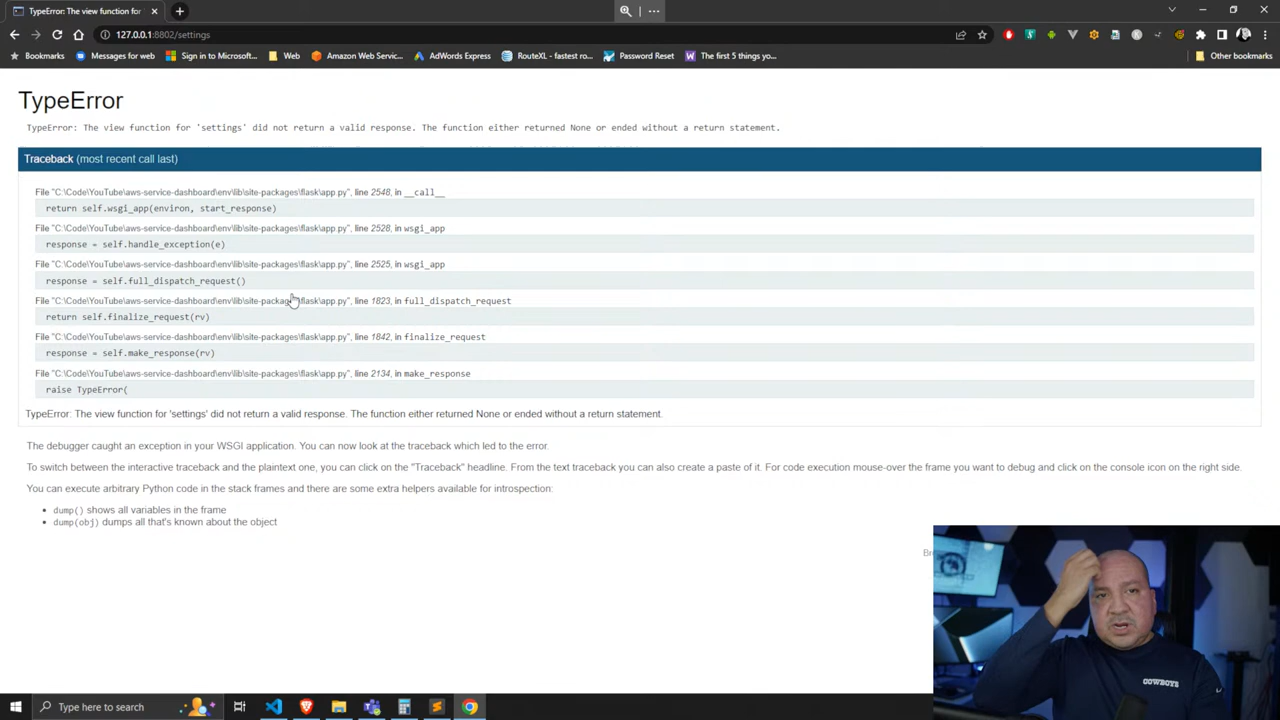 TypeError: The view function for
127.0.0.1:8802/settings
Bookmarks Messages for web Sign in to Microsoft... Web Amazon Web Servic... AdWords Express RouteXL - fastest ro... Password Reset The first 5 things yo... Other bookmarks
TypeError
TypeError: The view function for 'settings' did not return a valid response. The function either returned None or ended without a return statement.
Traceback (most recent call last)
File "C:\Code\YouTube\aws-service-dashboard\env\lib\site-packages\flask\app.py", line 2548, in __call__
return self.wsgi_app(environ, start_response)
File "C:\Code\YouTube\aws-service-dashboard\env\lib\site-packages\flask\app.py", line 2528, in wsgi_app
response = self.handle_exception(e)
File "C:\Code\YouTube\aws-service-dashboard\env\lib\site-packages\flask\app.py", line 2525, in wsgi_app
response = self.full_dispatch_request()
File "C:\Code\YouTube\aws-service-dashboard\env\lib\site-packages\flask\app.py", line 1823, in full_dispatch_request
return self.finalize_request(rv)
File "C:\Code\YouTube\aws-service-dashboard\env\lib\site-packages\flask\app.py", line 1842, in finalize_request
response = self.make_response(rv)
File "C:\Code\YouTube\aws-service-dashboard\env\lib\site-packages\flask\app.py", line 2134, in make_response
raise TypeError(
TypeError: The view function for 'settings' did not return a valid response. The function either returned None or ended without a return statement.
The debugger caught an exception in your WSGI application. You can now look at the traceback which led to the error.
To switch between the interactive traceback and the plaintext one, you can click on the "Traceback" headline. From the text traceback you can also create a paste of it. For code execution mouse-over the frame you want to debug and click on the console icon on the right side.
You can execute arbitrary Python code in the stack frames and there are some extra helpers available for introspection:
dump() shows all variables in the frame
dump(obj) dumps all that's known about the object
COWBOYS
Type here to search